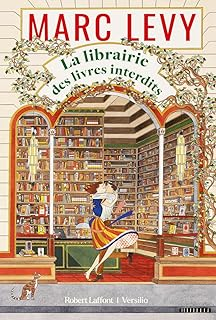 MARC LEVY
La librairie
des livres interdits
Robert Laffont | Versilio